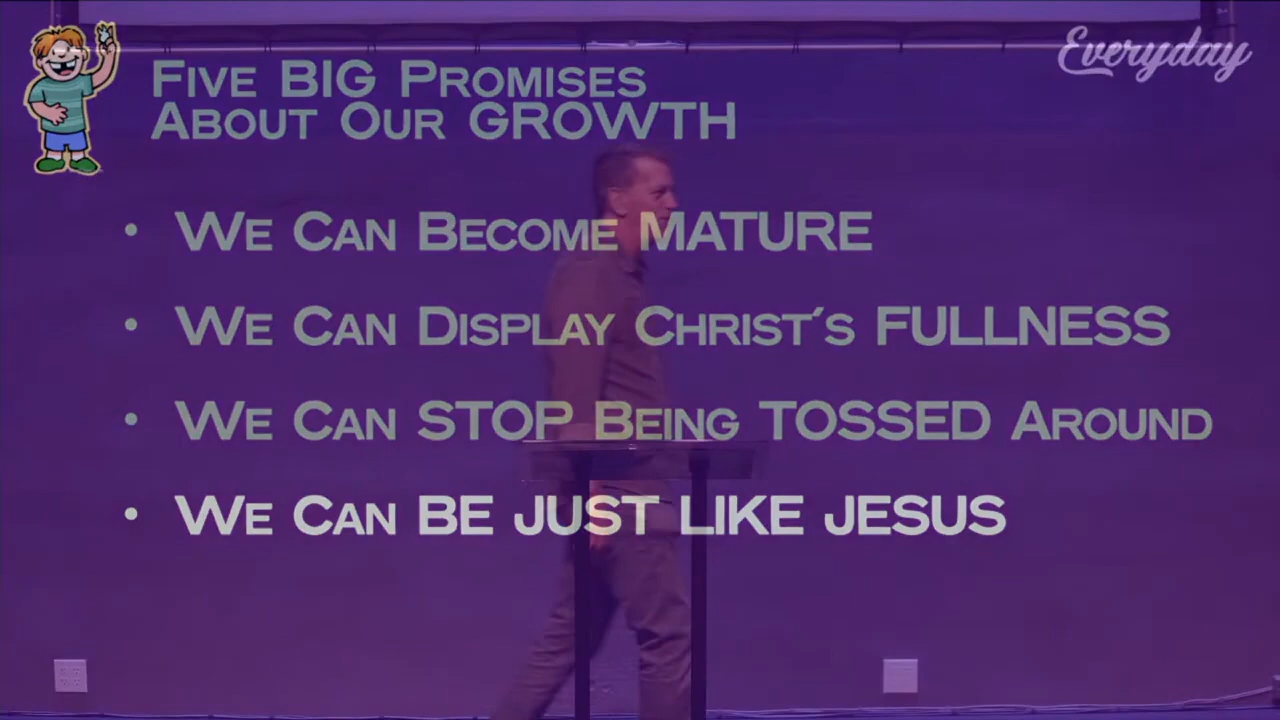 Everyday
Five BIG Promises
About Our GROWTH
• We Can Become MATURE
• We Can Display Christ's FULLNESS
• We Can STOP Being TOSSED Around
• We Can BE JUST LIKE JESUS